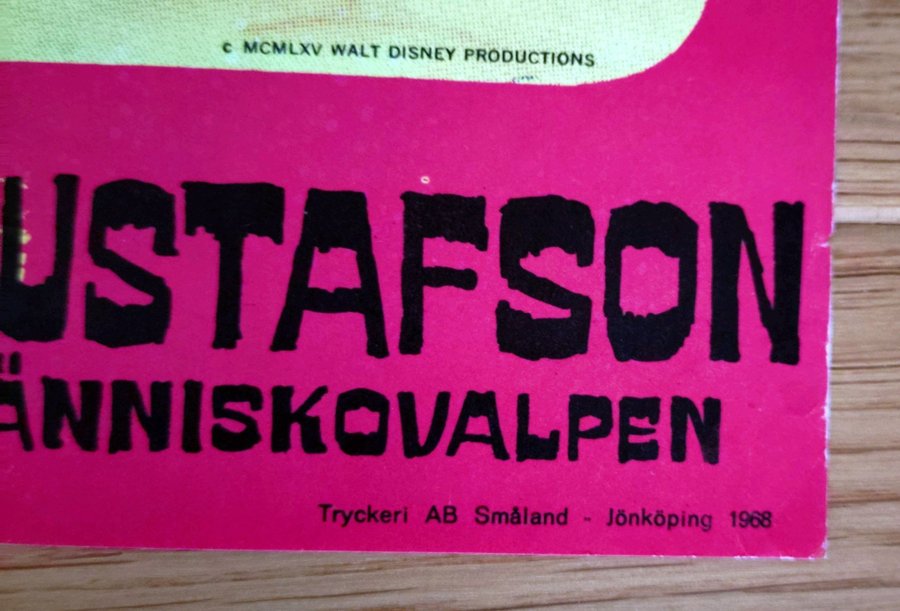 c MCMLXV WALT DISNEY PRODUCTIONS
USTAFSON
ÄNNISKOVALPEN
Tryckeri AB Småland - Jönköping 1968